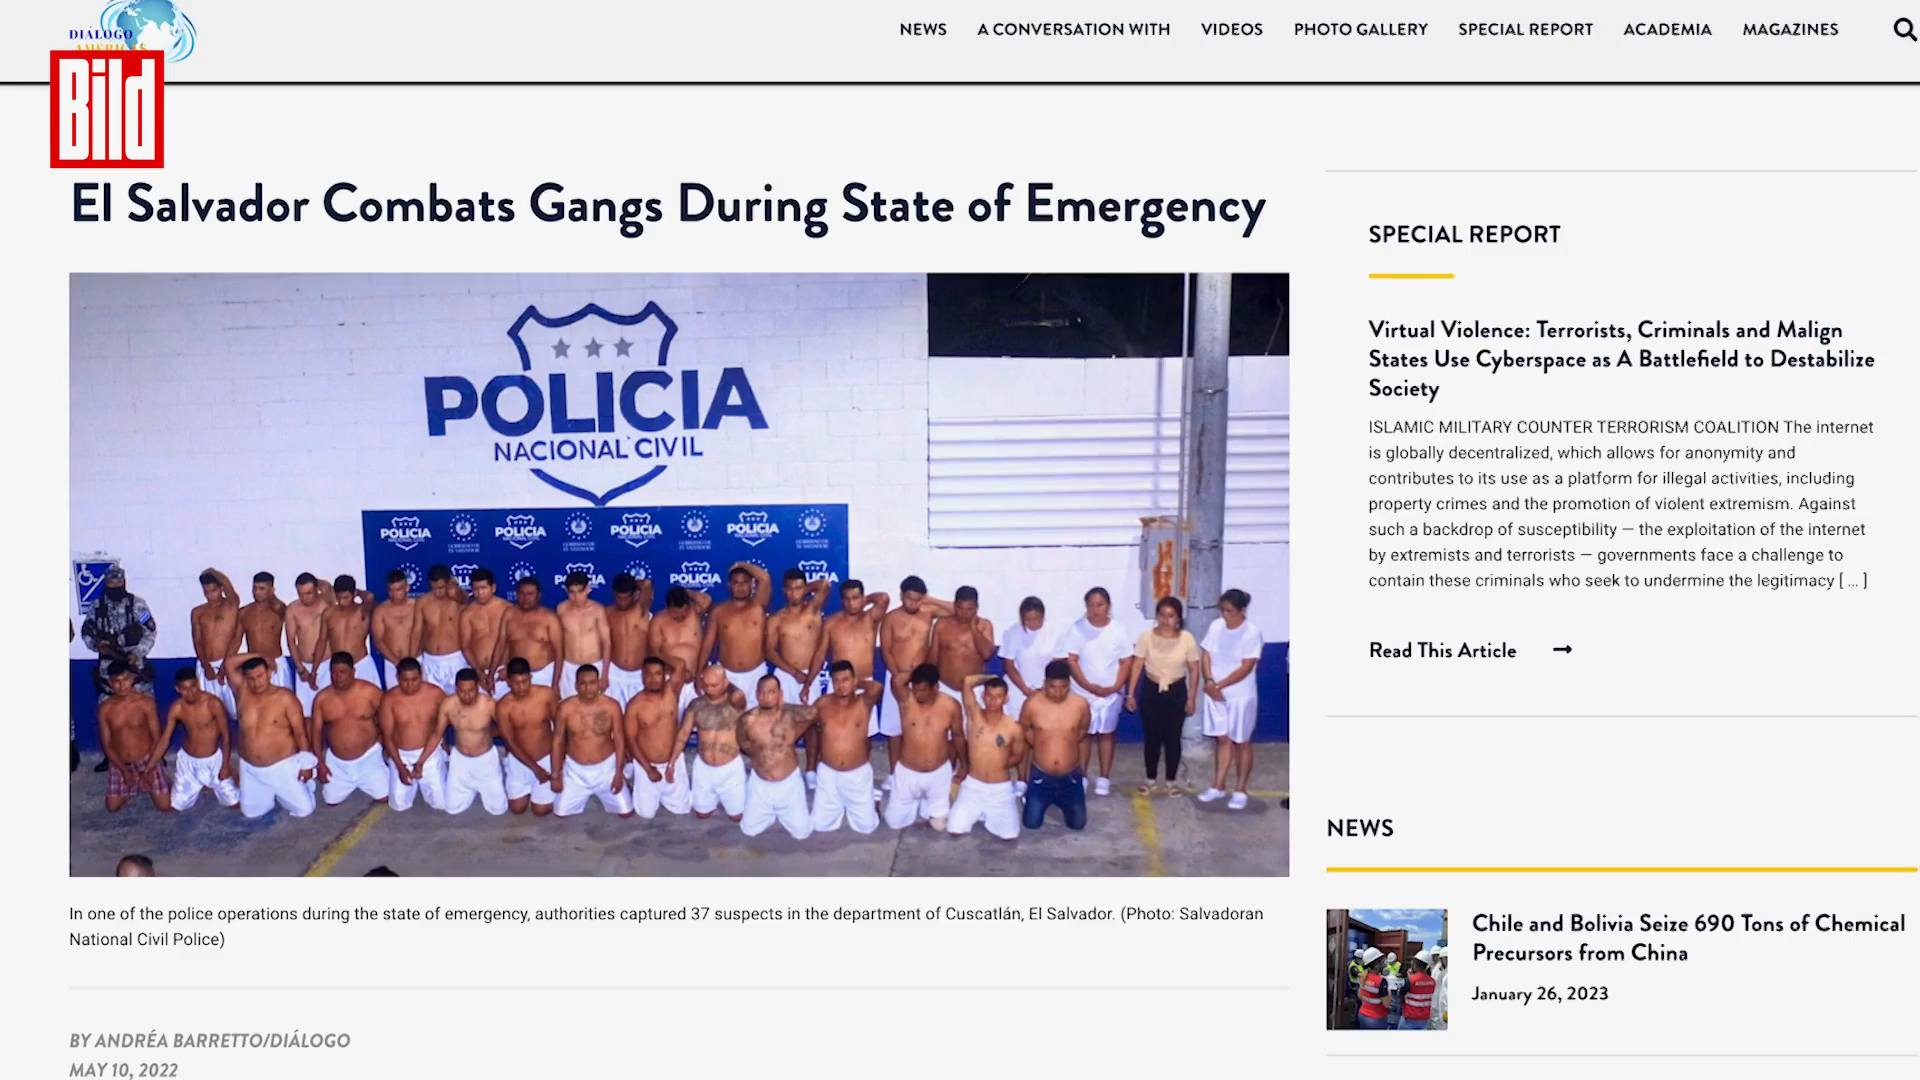 DIÁLOGO
AMÉRICAS
NEWS A CONVERSATION WITH VIDEOS PHOTO GALLERY SPECIAL REPORT ACADEMIA MAGAZINES
Bild
El Salvador Combats Gangs During State of Emergency
POLICIA
NACIONAL CIVIL
POLICIA POLICIA POLICIA POLICIA
POLICIA
In one of the police operations during the state of emergency, authorities captured 37 suspects in the department of Cuscatlán, El Salvador. (Photo: Salvadoran
National Civil Police)
BY ANDRÉA BARRETTO/DIÁLOGO
MAY 10, 2022
SPECIAL REPORT
Virtual Violence: Terrorists, Criminals and Malign
States Use Cyberspace as A Battlefield to Destabilize
Society
ISLAMIC MILITARY COUNTER TERRORISM COALITION The internet
is globally decentralized, which allows for anonymity and
contributes to its use as a platform for illegal activities, including
property crimes and the promotion of violent extremism. Against
such a backdrop of susceptibility — the exploitation of the internet
by extremists and terrorists — governments face a challenge to
contain these criminals who seek to undermine the legitimacy [ ... ]
Read This Article →
NEWS
Chile and Bolivia Seize 690 Tons of Chemical
Precursors from China
January 26, 2023